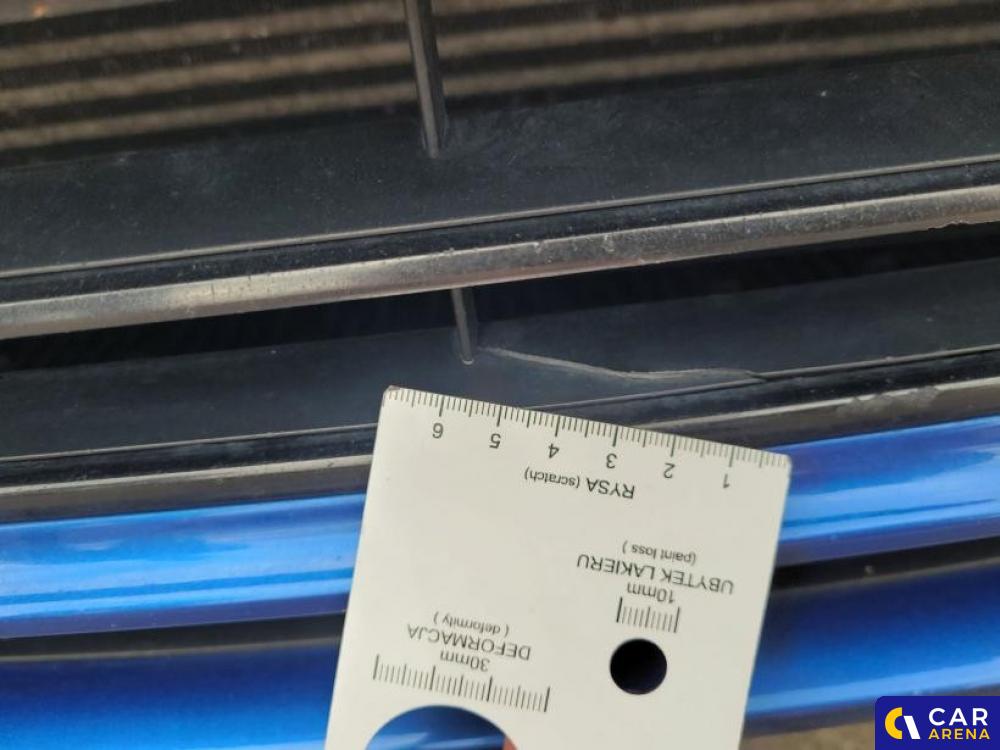 6 5 4 3 2 1
RYSA (scratch)
UBYTEK LAKIERU
(paint loss)
10mm
DEFORMACJA
(deformity)
30mm
CAR
ARENA